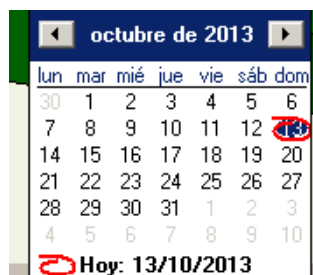 octubre de 2013
lun mar mié jue vie sáb dom
30 1 2 3 4 5 6
7 8 9 10 11 12 13
14 15 16 17 18 19 20
21 22 23 24 25 26 27
28 29 30 31 1 2 3
4 5 6 7 8 9 10
Hoy: 13/10/2013